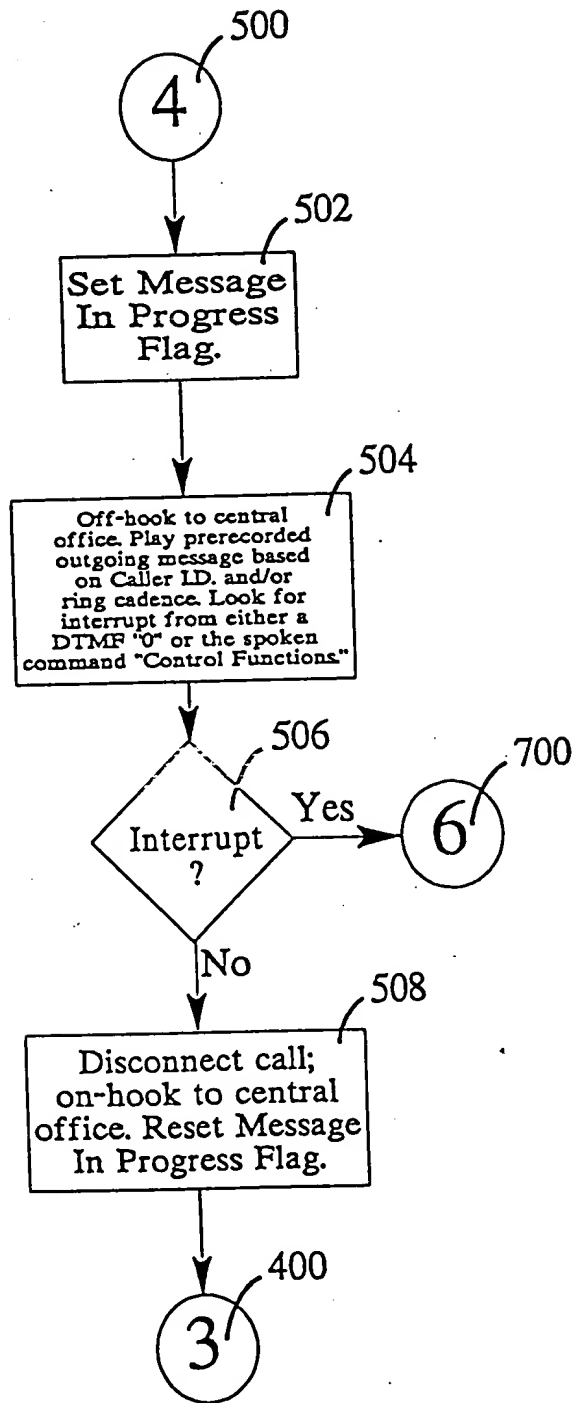 500
4
502
Set Message
In Progress
Flag.
504
Off-hook to central
office. Play prerecorded
outgoing message based
on Caller I.D. and/or
ring cadence. Look for
interrupt from either a
DTMF "0" or the spoken
command "Control Functions."
506
Interrupt
?
Yes
700
6
No
508
Disconnect call;
on-hook to central
office. Reset Message
In Progress Flag.
400
3